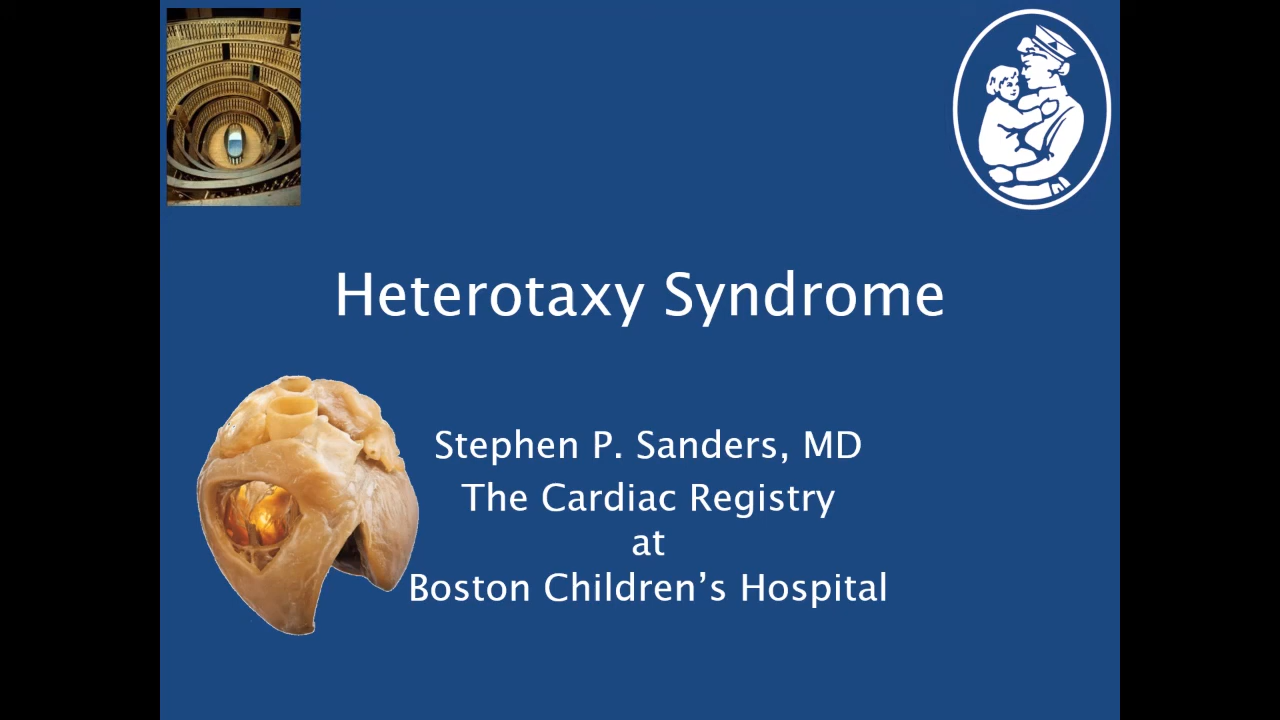 Heterotaxy Syndrome
Stephen P. Sanders, MD
The Cardiac Registry
at
Boston Children’s Hospital